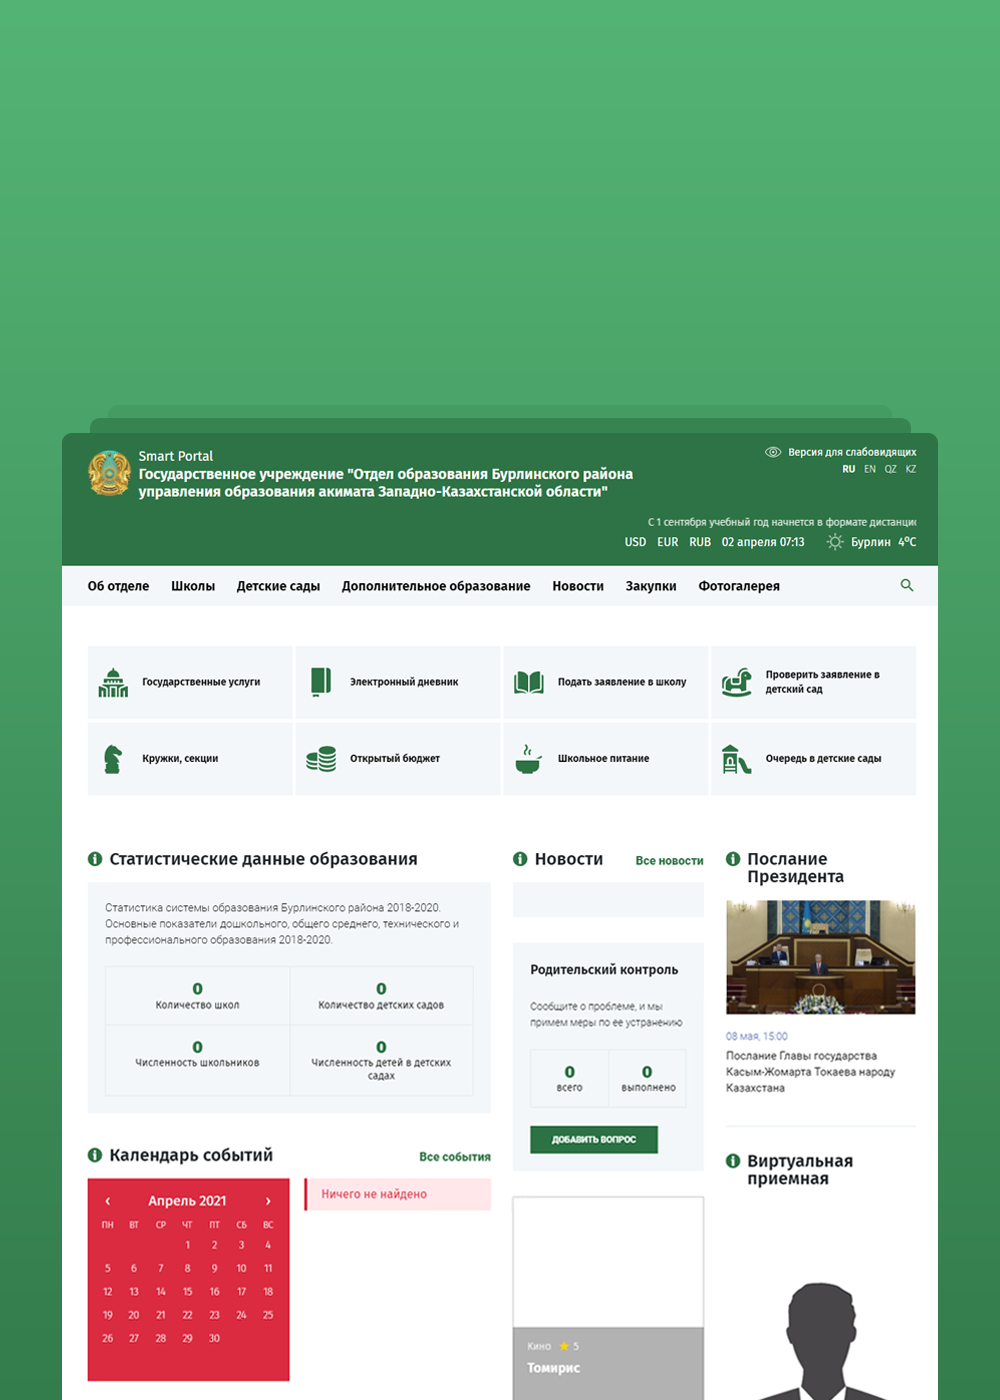 Smart Portal
Государственное учреждение "Отдел образования Бурлинского района
управления образования акимата Западно-Казахстанской области"
Версия для слабовидящих
RU EN QZ KZ
С 1 сентября учебный год начнется в формате дистанци
USD EUR RUB 02 апреля 07:13 Бурлин 4°C
Об отделе Школы Детские сады Дополнительное образование Новости Закупки Фотогалерея
Государственные услуги
Электронный дневник
Подать заявление в школу
Проверить заявление в
детский сад
Кружки, секции
Открытый бюджет
Школьное питание
Очередь в детские сады
Статистические данные образования
Статистика системы образования Бурлинского района 2018-2020.
Основные показатели дошкольного, общего среднего, технического и
профессионального образования 2018-2020.
0
Количество школ
0
Количество детских садов
0
Численность школьников
0
Численность детей в детских
садах
Календарь событий
Все события
‹ Апрель 2021 ›
ПН ВТ СР ЧТ ПТ СБ ВС
1 2 3 4
5 6 7 8 9 10 11
12 13 14 15 16 17 18
19 20 21 22 23 24 25
26 27 28 29 30
Ничего не найдено
Новости
Все новости
Родительский контроль
Сообщите о проблеме, и мы
примем меры по ее устранению
0
всего
0
выполнено
ДОБАВИТЬ ВОПРОС
Кино 5
Томирис
Послание
Президента
08 мая, 15:00
Послание Главы государства
Касым-Жомарта Токаева народу
Казахстана
Виртуальная
приемная